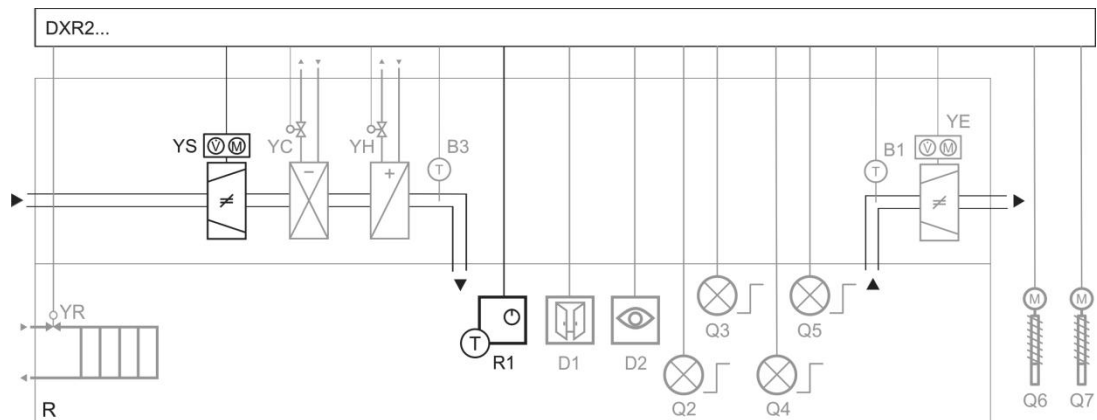 DXR2...
YS
V M
YC
YH
B3
T
B1
T
YE
V M
≠
−
+
≠
YR
T
R1
D1
D2
Q3
Q2
Q5
Q4
M
Q6
M
Q7
R